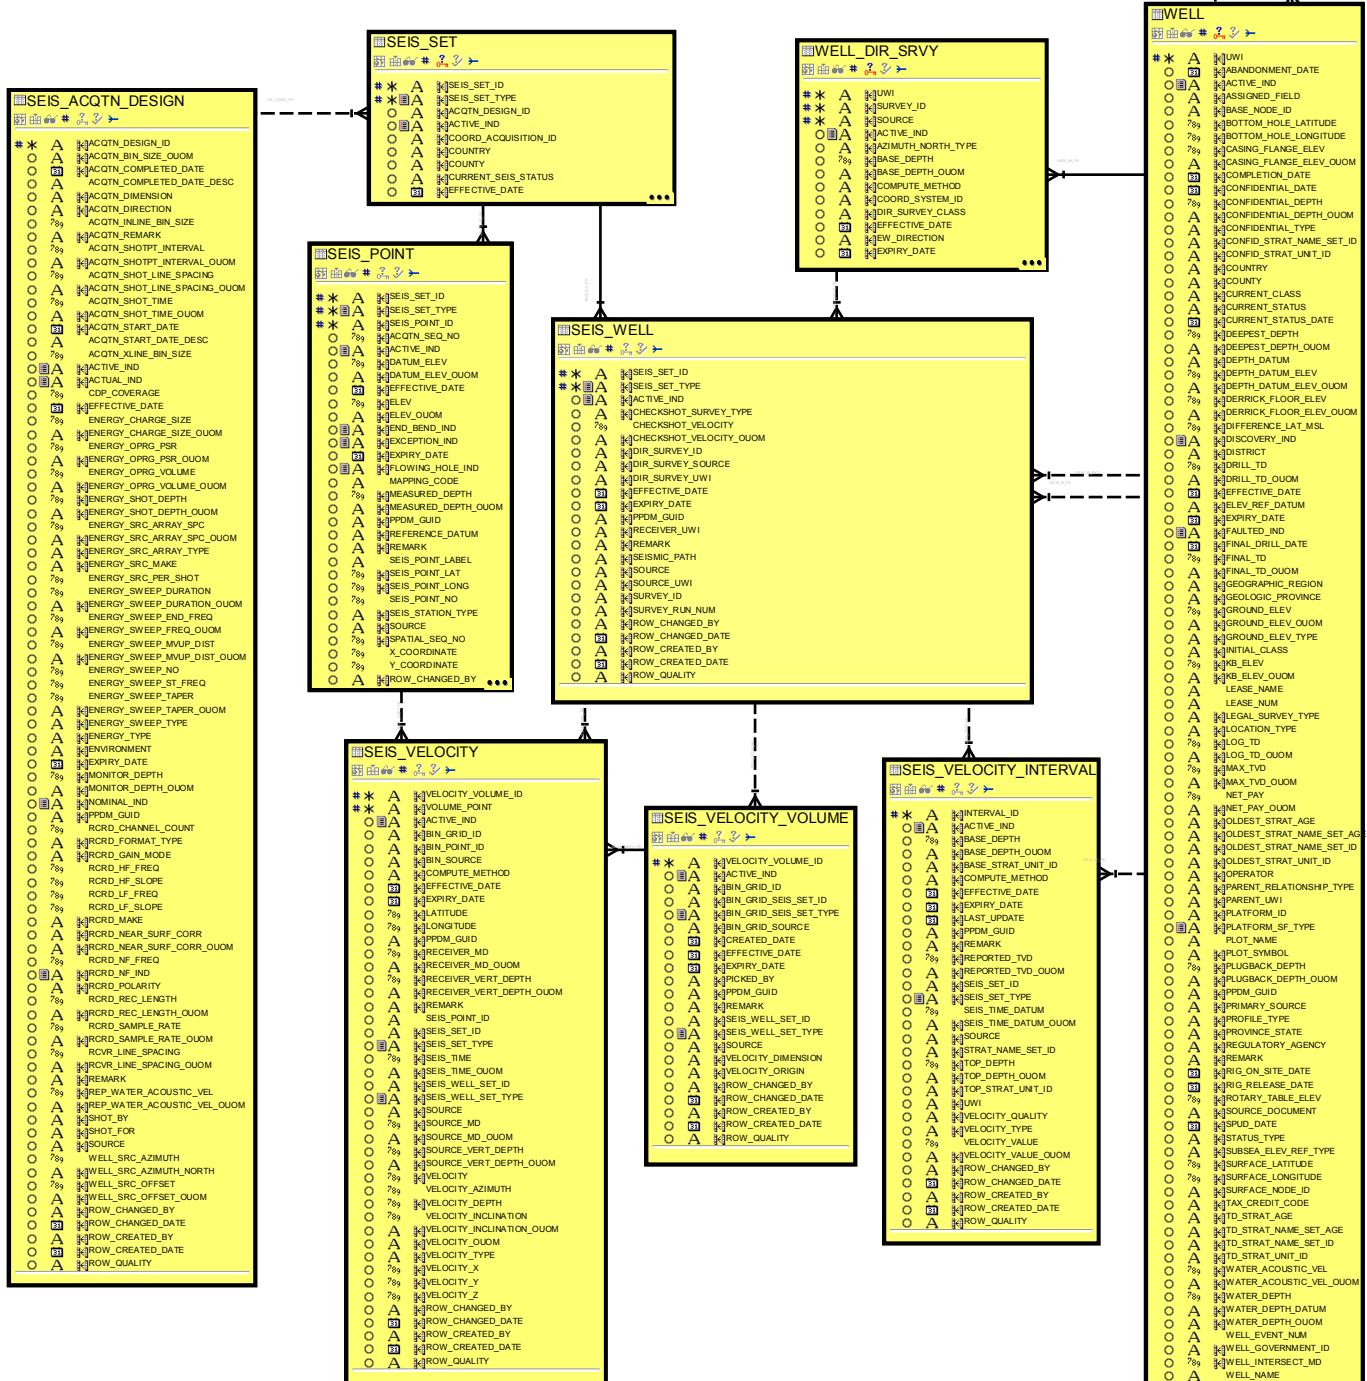 SEIS_ACQTN_DESIGN
ACQTN_DESIGN_ID
ACQTN_BIN_SIZE_OUOM
ACQTN_COMPLETED_DATE
ACQTN_COMPLETED_DATE_DESC
ACQTN_DIMENSION
ACQTN_DIRECTION
ACQTN_INLINE_BIN_SIZE
ACQTN_REMARK
ACQTN_SHOTPT_INTERVAL
ACQTN_SHOTPT_INTERVAL_OUOM
ACQTN_SHOT_LINE_SPACING
ACQTN_SHOT_LINE_SPACING_OUOM
ACQTN_SHOT_TIME
ACQTN_SHOT_TIME_OUOM
ACQTN_START_DATE
ACQTN_START_DATE_DESC
ACQTN_XLINE_BIN_SIZE
ACTIVE_IND
ACTUAL_IND
CDP_COVERAGE
EFFECTIVE_DATE
ENERGY_CHARGE_SIZE
ENERGY_CHARGE_SIZE_OUOM
ENERGY_OPRG_PSR
ENERGY_OPRG_PSR_OUOM
ENERGY_OPRG_VOLUME
ENERGY_OPRG_VOLUME_OUOM
ENERGY_SHOT_DEPTH
ENERGY_SHOT_DEPTH_OUOM
ENERGY_SRC_ARRAY_SPC
ENERGY_SRC_ARRAY_SPC_OUOM
ENERGY_SRC_ARRAY_TYPE
ENERGY_SRC_MAKE
ENERGY_SRC_PER_SHOT
ENERGY_SWEEP_DURATION
ENERGY_SWEEP_DURATION_OUOM
ENERGY_SWEEP_END_FREQ
ENERGY_SWEEP_FREQ_OUOM
ENERGY_SWEEP_MVUP_DIST
ENERGY_SWEEP_MVUP_DIST_OUOM
ENERGY_SWEEP_NO
ENERGY_SWEEP_ST_FREQ
ENERGY_SWEEP_TAPER
ENERGY_SWEEP_TAPER_OUOM
ENERGY_SWEEP_TYPE
ENERGY_TYPE
ENVIRONMENT
EXPIRY_DATE
MONITOR_DEPTH
MONITOR_DEPTH_OUOM
NOMINAL_IND
PPDM_GUID
RCRD_CHANNEL_COUNT
RCRD_FORMAT_TYPE
RCRD_GAIN_MODE
RCRD_HF_FREQ
RCRD_HF_SLOPE
RCRD_LF_FREQ
RCRD_LF_SLOPE
RCRD_MAKE
RCRD_NEAR_SURF_CORR
RCRD_NEAR_SURF_CORR_OUOM
RCRD_NF_FREQ
RCRD_NF_IND
RCRD_POLARITY
RCRD_REC_LENGTH
RCRD_REC_LENGTH_OUOM
RCRD_SAMPLE_RATE
RCRD_SAMPLE_RATE_OUOM
RCVR_LINE_SPACING
RCVR_LINE_SPACING_OUOM
REMARK
REP_WATER_ACOUSTIC_VEL
REP_WATER_ACOUSTIC_VEL_OUOM
SHOT_BY
SHOT_FOR
SOURCE
WELL_SRC_AZIMUTH
WELL_SRC_AZIMUTH_NORTH
WELL_SRC_OFFSET
WELL_SRC_OFFSET_OUOM
ROW_CHANGED_BY
ROW_CHANGED_DATE
ROW_CREATED_BY
ROW_CREATED_DATE
ROW_QUALITY
SEIS_SET
SEIS_SET_ID
SEIS_SET_TYPE
ACQTN_DESIGN_ID
ACTIVE_IND
COORD_ACQUISITION_ID
COUNTRY
COUNTY
CURRENT_SEIS_STATUS
EFFECTIVE_DATE
SEIS_POINT
SEIS_SET_ID
SEIS_SET_TYPE
SEIS_POINT_ID
ACQTN_SEQ_NO
ACTIVE_IND
DATUM_ELEV
DATUM_ELEV_OUOM
EFFECTIVE_DATE
ELEV
ELEV_OUOM
END_BEND_IND
EXCEPTION_IND
EXPIRY_DATE
FLOWING_HOLE_IND
MAPPING_CODE
MEASURED_DEPTH
MEASURED_DEPTH_OUOM
PPDM_GUID
REFERENCE_DATUM
REMARK
SEIS_POINT_LABEL
SEIS_POINT_LAT
SEIS_POINT_LONG
SEIS_POINT_NO
SEIS_STATION_TYPE
SOURCE
SPATIAL_SEQ_NO
X_COORDINATE
Y_COORDINATE
ROW_CHANGED_BY
WELL_DIR_SRVY
UWI
SURVEY_ID
SOURCE
ACTIVE_IND
AZIMUTH_NORTH_TYPE
BASE_DEPTH
BASE_DEPTH_OUOM
COMPUTE_METHOD
COORD_SYSTEM_ID
DIR_SURVEY_CLASS
EFFECTIVE_DATE
EW_DIRECTION
EXPIRY_DATE
SEIS_WELL
SEIS_SET_ID
SEIS_SET_TYPE
ACTIVE_IND
CHECKSHOT_SURVEY_TYPE
CHECKSHOT_VELOCITY
CHECKSHOT_VELOCITY_OUOM
DIR_SURVEY_ID
DIR_SURVEY_SOURCE
DIR_SURVEY_UWI
EFFECTIVE_DATE
EXPIRY_DATE
PPDM_GUID
RECEIVER_UWI
REMARK
SEISMIC_PATH
SOURCE
SOURCE_UWI
SURVEY_ID
SURVEY_RUN_NUM
ROW_CHANGED_BY
ROW_CHANGED_DATE
ROW_CREATED_BY
ROW_CREATED_DATE
ROW_QUALITY
SEIS_VELOCITY
VELOCITY_VOLUME_ID
VOLUME_POINT
ACTIVE_IND
BIN_GRID_ID
BIN_POINT_ID
BIN_SOURCE
COMPUTE_METHOD
EFFECTIVE_DATE
EXPIRY_DATE
LATITUDE
LONGITUDE
PPDM_GUID
RECEIVER_MD
RECEIVER_MD_OUOM
RECEIVER_VERT_DEPTH
RECEIVER_VERT_DEPTH_OUOM
REMARK
SEIS_POINT_ID
SEIS_SET_ID
SEIS_SET_TYPE
SEIS_TIME
SEIS_TIME_OUOM
SEIS_WELL_SET_ID
SEIS_WELL_SET_TYPE
SOURCE
SOURCE_MD
SOURCE_MD_OUOM
SOURCE_VERT_DEPTH
SOURCE_VERT_DEPTH_OUOM
VELOCITY
VELOCITY_AZIMUTH
VELOCITY_DEPTH
VELOCITY_INCLINATION
VELOCITY_INCLINATION_OUOM
VELOCITY_OUOM
VELOCITY_TYPE
VELOCITY_X
VELOCITY_Y
VELOCITY_Z
ROW_CHANGED_BY
ROW_CHANGED_DATE
ROW_CREATED_BY
ROW_CREATED_DATE
ROW_QUALITY
SEIS_VELOCITY_VOLUME
VELOCITY_VOLUME_ID
ACTIVE_IND
BIN_GRID_ID
BIN_GRID_SEIS_SET_ID
BIN_GRID_SEIS_SET_TYPE
BIN_GRID_SOURCE
CREATED_DATE
EFFECTIVE_DATE
EXPIRY_DATE
PICKED_BY
PPDM_GUID
REMARK
SEIS_WELL_SET_ID
SEIS_WELL_SET_TYPE
SOURCE
VELOCITY_DIMENSION
VELOCITY_ORIGIN
ROW_CHANGED_BY
ROW_CHANGED_DATE
ROW_CREATED_BY
ROW_CREATED_DATE
ROW_QUALITY
SEIS_VELOCITY_INTERVAL
INTERVAL_ID
ACTIVE_IND
BASE_DEPTH
BASE_DEPTH_OUOM
BASE_STRAT_UNIT_ID
COMPUTE_METHOD
EFFECTIVE_DATE
EXPIRY_DATE
LAST_UPDATE
PPDM_GUID
REMARK
REPORTED_TVD
REPORTED_TVD_OUOM
SEIS_SET_ID
SEIS_SET_TYPE
SEIS_TIME_DATUM
SEIS_TIME_DATUM_OUOM
SOURCE
STRAT_NAME_SET_ID
TOP_DEPTH
TOP_DEPTH_OUOM
TOP_STRAT_UNIT_ID
UWI
VELOCITY_QUALITY
VELOCITY_TYPE
VELOCITY_VALUE
VELOCITY_VALUE_OUOM
ROW_CHANGED_BY
ROW_CHANGED_DATE
ROW_CREATED_BY
ROW_CREATED_DATE
ROW_QUALITY
WELL
UWI
ABANDONMENT_DATE
ACTIVE_IND
ASSIGNED_FIELD
BASE_NODE_ID
BOTTOM_HOLE_LATITUDE
BOTTOM_HOLE_LONGITUDE
CASING_FLANGE_ELEV
CASING_FLANGE_ELEV_OUOM
COMPLETION_DATE
CONFIDENTIAL_DATE
CONFIDENTIAL_DEPTH
CONFIDENTIAL_DEPTH_OUOM
CONFIDENTIAL_TYPE
CONFID_STRAT_NAME_SET_ID
CONFID_STRAT_UNIT_ID
COUNTRY
COUNTY
CURRENT_CLASS
CURRENT_STATUS
CURRENT_STATUS_DATE
DEEPEST_DEPTH
DEEPEST_DEPTH_OUOM
DEPTH_DATUM
DEPTH_DATUM_ELEV
DEPTH_DATUM_ELEV_OUOM
DERRICK_FLOOR_ELEV
DERRICK_FLOOR_ELEV_OUOM
DIFFERENCE_LAT_MSL
DISCOVERY_IND
DISTRICT
DRILL_TD
DRILL_TD_OUOM
EFFECTIVE_DATE
ELEV_REF_DATUM
EXPIRY_DATE
FAULTED_IND
FINAL_DRILL_DATE
FINAL_TD
FINAL_TD_OUOM
GEOGRAPHIC_REGION
GEOLOGIC_PROVINCE
GROUND_ELEV
GROUND_ELEV_OUOM
GROUND_ELEV_TYPE
INITIAL_CLASS
KB_ELEV
KB_ELEV_OUOM
LEASE_NAME
LEASE_NUM
LEGAL_SURVEY_TYPE
LOCATION_TYPE
LOG_TD
LOG_TD_OUOM
MAX_TVD
MAX_TVD_OUOM
NET_PAY
NET_PAY_OUOM
OLDEST_STRAT_AGE
OLDEST_STRAT_NAME_SET_AGE
OLDEST_STRAT_NAME_SET_ID
OLDEST_STRAT_UNIT_ID
OPERATOR
PARENT_RELATIONSHIP_TYPE
PARENT_UWI
PLATFORM_ID
PLATFORM_SF_TYPE
PLOT_NAME
PLOT_SYMBOL
PLUGBACK_DEPTH
PLUGBACK_DEPTH_OUOM
PPDM_GUID
PRIMARY_SOURCE
PROFILE_TYPE
PROVINCE_STATE
REGULATORY_AGENCY
REMARK
RIG_ON_SITE_DATE
RIG_RELEASE_DATE
ROTARY_TABLE_ELEV
SOURCE_DOCUMENT
SPUD_DATE
STATUS_TYPE
SUBSEA_ELEV_REF_TYPE
SURFACE_LATITUDE
SURFACE_LONGITUDE
SURFACE_NODE_ID
TAX_CREDIT_CODE
TD_STRAT_AGE
TD_STRAT_NAME_SET_AGE
TD_STRAT_NAME_SET_ID
TD_STRAT_UNIT_ID
WATER_ACOUSTIC_VEL
WATER_ACOUSTIC_VEL_OUOM
WATER_DEPTH
WATER_DEPTH_DATUM
WATER_DEPTH_OUOM
WELL_EVENT_NUM
WELL_GOVERNMENT_ID
WELL_INTERSECT_MD
WELL_NAME